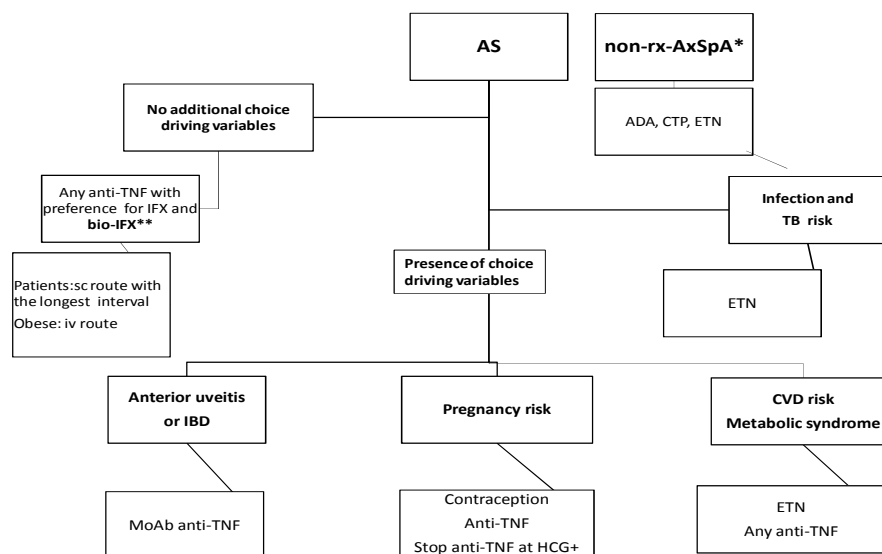 AS
non-rx-AxSpA*
No additional choice
driving variables
ADA, CTP, ETN
Any anti-TNF with
preference for IFX and
bio-IFX**
Infection and
TB risk
Presence of choice
driving variables
Patients:sc route with
the longest interval
Obese: iv route
ETN
Anterior uveitis
or IBD
Pregnancy risk
CVD risk
Metabolic syndrome
MoAb anti-TNF
Contraception
Anti-TNF
Stop anti-TNF at HCG+
ETN
Any anti-TNF